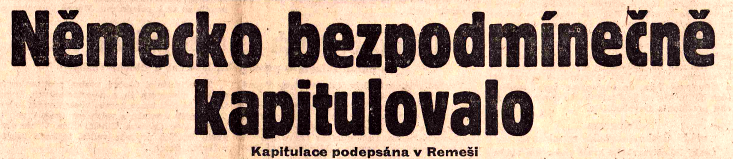 Německo bezpodmínečně
kapitulovalo
Kapitulace podepsána v Remeši